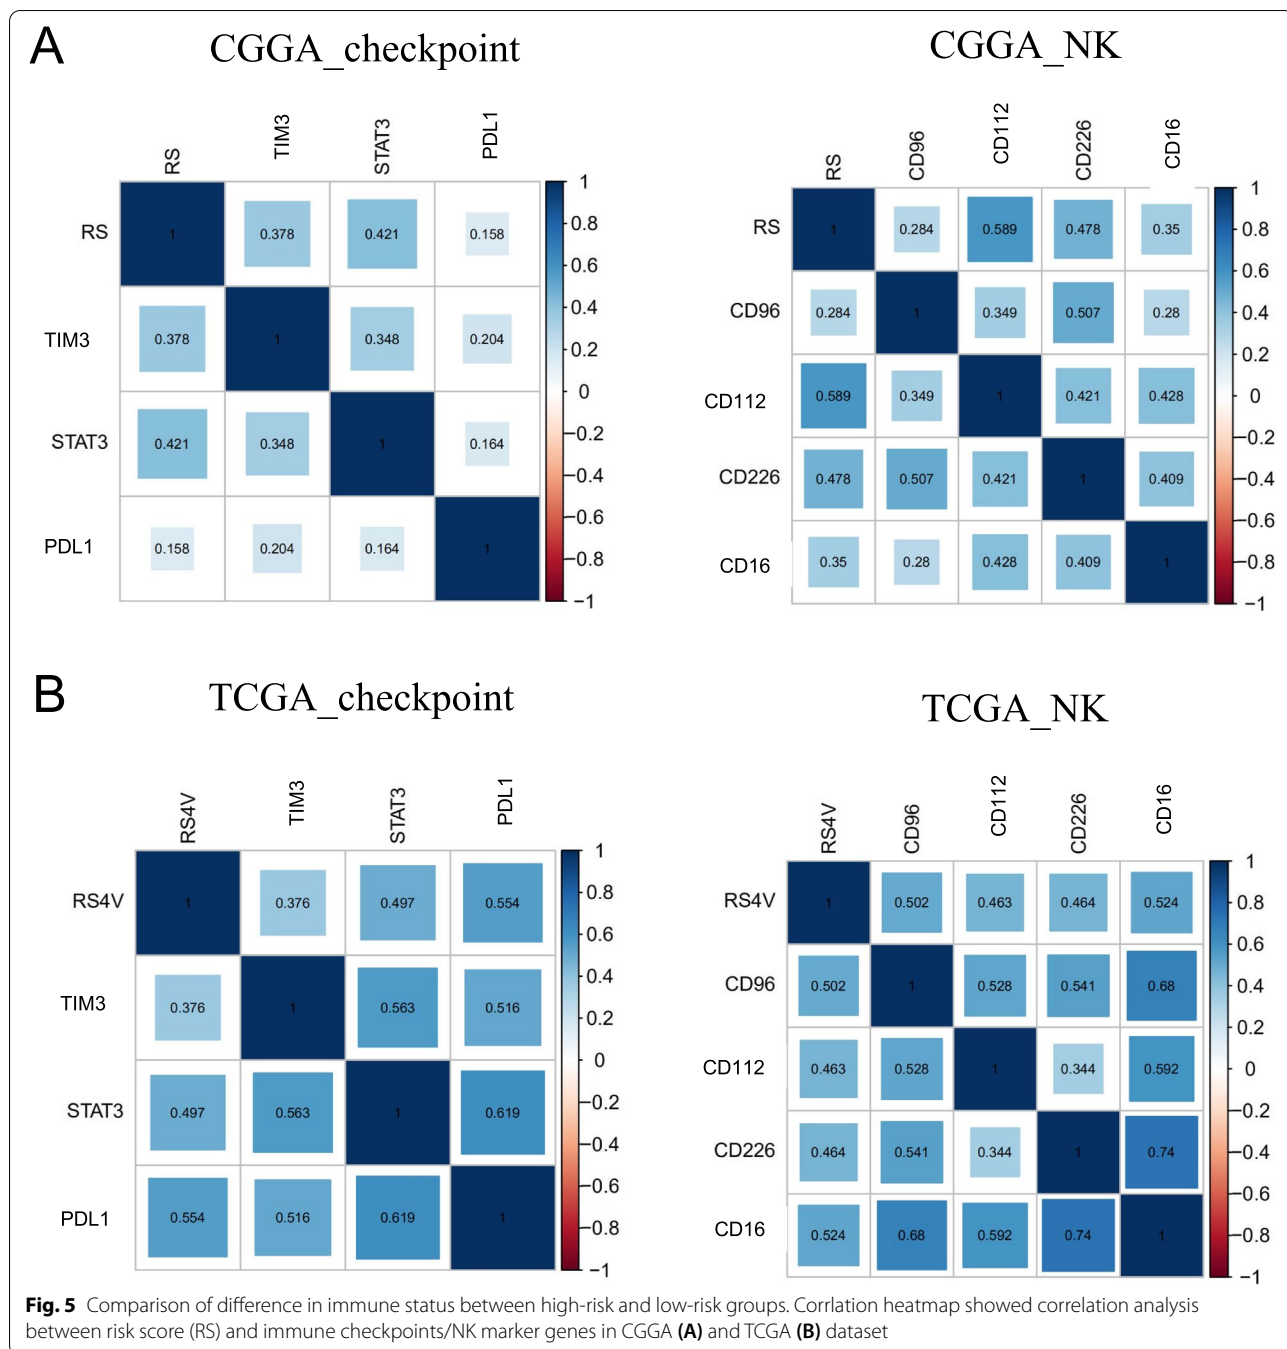 A
CGGA_checkpoint
RS TIM3 STAT3 PDL1
RS 1 0.378 0.421 0.158
TIM3 0.378 1 0.348 0.204
STAT3 0.421 0.348 1 0.164
PDL1 0.158 0.204 0.164 1
1
0.8
0.6
0.4
0.2
0
−0.2
−0.4
−0.6
−0.8
−1
CGGA_NK
RS CD96 CD112 CD226 CD16
RS 1 0.284 0.589 0.478 0.35
CD96 0.284 1 0.349 0.507 0.28
CD112 0.589 0.349 1 0.421 0.428
CD226 0.478 0.507 0.421 1 0.409
CD16 0.35 0.28 0.428 0.409 1
1
0.8
0.6
0.4
0.2
0
−0.2
−0.4
−0.6
−0.8
−1
B
TCGA_checkpoint
RS4V TIM3 STAT3 PDL1
RS4V 1 0.376 0.497 0.554
TIM3 0.376 1 0.563 0.516
STAT3 0.497 0.563 1 0.619
PDL1 0.554 0.516 0.619 1
1
0.8
0.6
0.4
0.2
0
−0.2
−0.4
−0.6
−0.8
−1
TCGA_NK
RS4V CD96 CD112 CD226 CD16
RS4V 1 0.502 0.463 0.464 0.524
CD96 0.502 1 0.528 0.541 0.68
CD112 0.463 0.528 1 0.344 0.592
CD226 0.464 0.541 0.344 1 0.74
CD16 0.524 0.68 0.592 0.74 1
1
0.8
0.6
0.4
0.2
0
−0.2
−0.4
−0.6
−0.8
−1
Fig. 5 Comparison of difference in immune status between high-risk and low-risk groups. Corrlation heatmap showed correlation analysis
between risk score (RS) and immune checkpoints/NK marker genes in CGGA (A) and TCGA (B) dataset